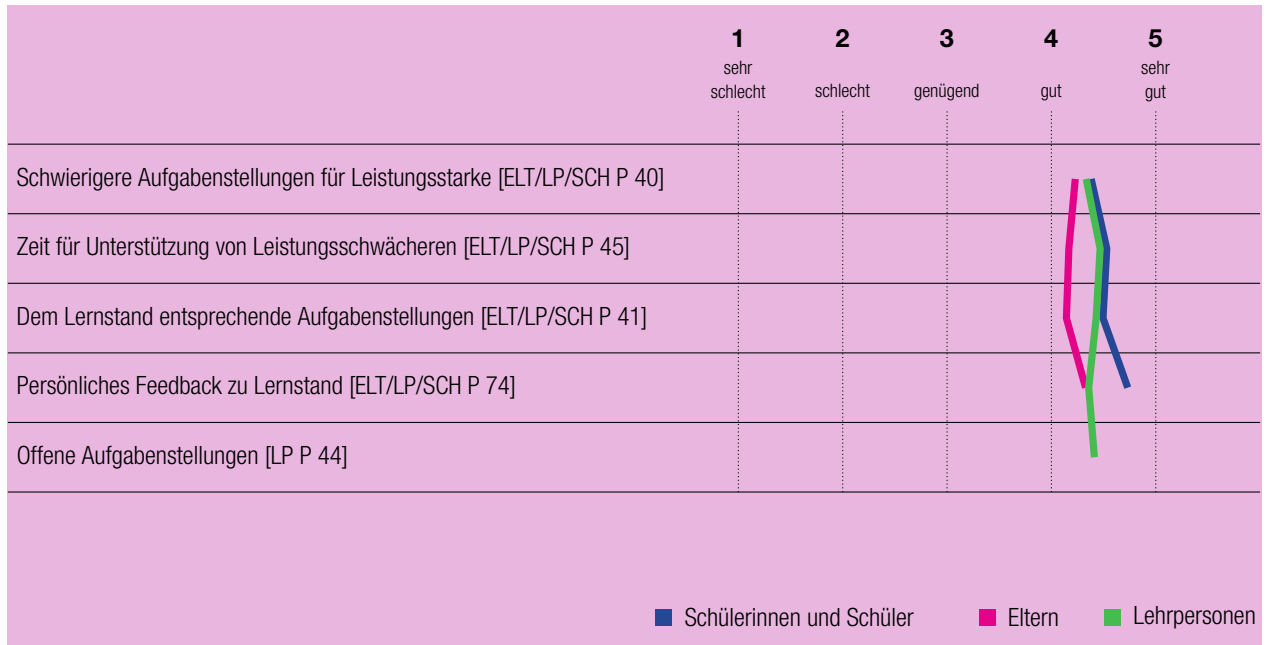 1 2 3 4 5
sehr schlecht schlecht genügend gut sehr gut
Schwierigere Aufgabenstellungen für Leistungsstarke [ELT/LP/SCH P 40]
Zeit für Unterstützung von Leistungsschwächeren [ELT/LP/SCH P 45]
Dem Lernstand entsprechende Aufgabenstellungen [ELT/LP/SCH P 41]
Persönliches Feedback zu Lernstand [ELT/LP/SCH P 74]
Offene Aufgabenstellungen [LP P 44]
Schülerinnen und Schüler Eltern Lehrpersonen